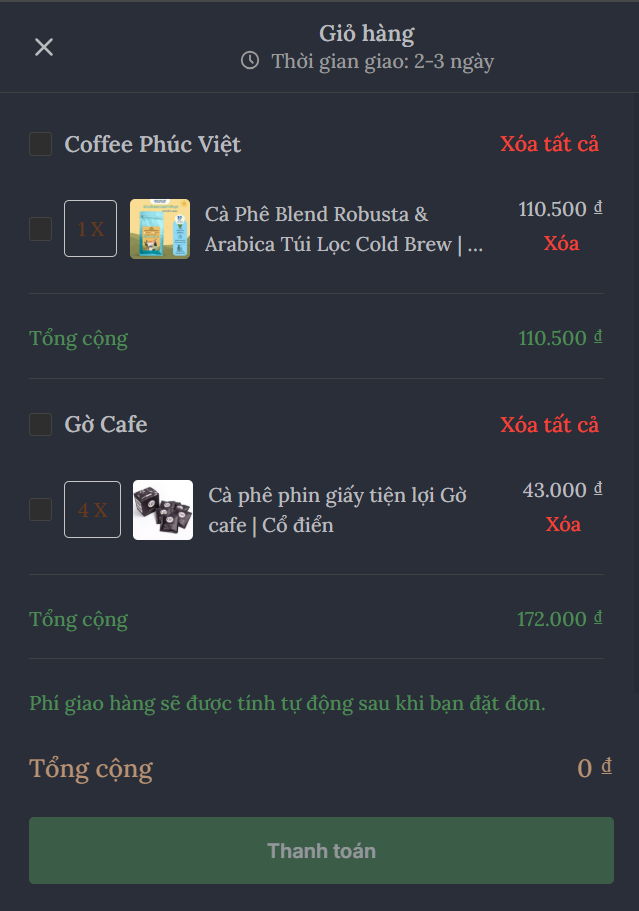 Giỏ hàng
Thời gian giao: 2-3 ngày
Coffee Phúc Việt
Xóa tất cả
1 X
Cà Phê Blend Robusta &
Arabica Túi Lọc Cold Brew | ...
110.500 ₫
Xóa
Tổng cộng
110.500 ₫
Gờ Cafe
Xóa tất cả
4 X
Cà phê phin giấy tiện lợi Gờ
cafe | Cổ điển
43.000 ₫
Xóa
Tổng cộng
172.000 ₫
Phí giao hàng sẽ được tính tự động sau khi bạn đặt đơn.
Tổng cộng
0 ₫
Thanh toán